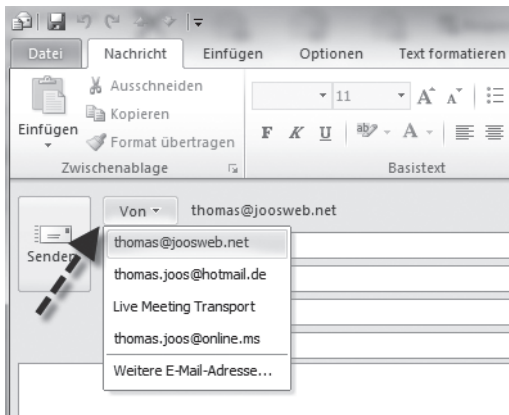 Datei Nachricht Einfügen Optionen Text formatieren
Ausschneiden
Kopieren
Einfügen
Format übertragen
11 A A
F K U ab A
Zwischenablage Basistext
Von thomas@joosweb.net
Senden
thomas@joosweb.net
thomas.joos@hotmail.de
Live Meeting Transport
thomas.joos@online.ms
Weitere E-Mail-Adresse...